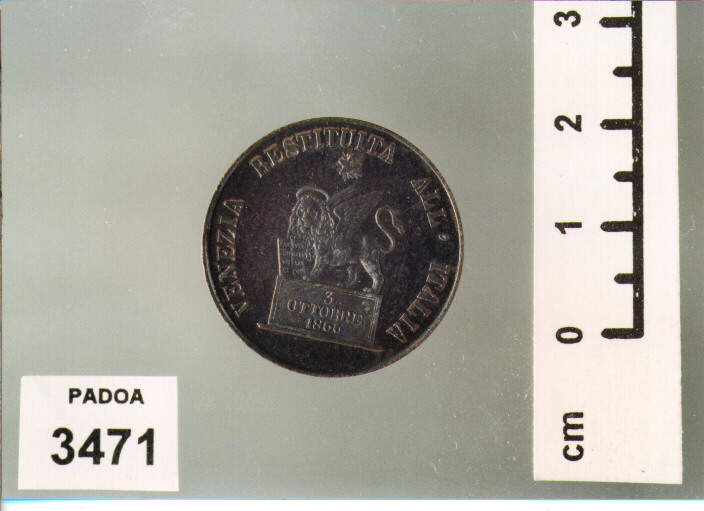 VENEZIA RESTITUITA ALL' ITALIA
3
OTTOBRE
1866
PADOA
3471
3
2
1
0
cm